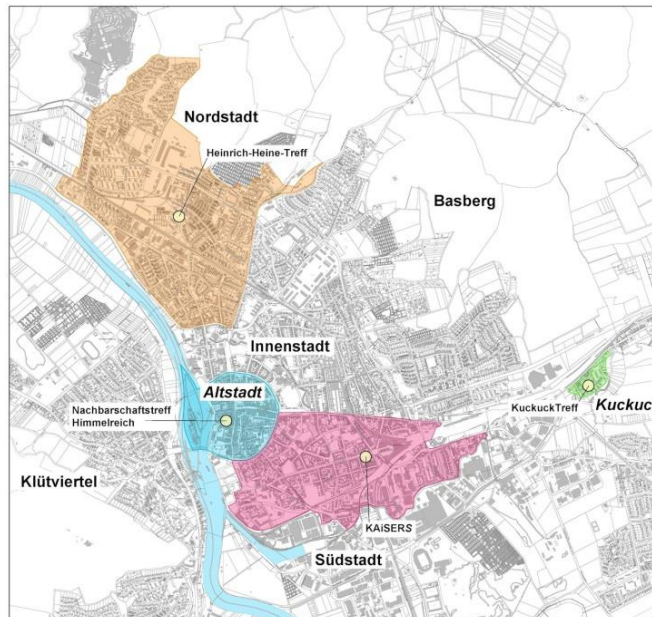 Nordstadt
Heinrich-Heine-Treff
Basberg
Innenstadt
Altstadt
KuckuckTreff
Kuckuc
Nachbarschaftstreff
Himmelreich
Klütviertel
KAiSERS
Südstadt